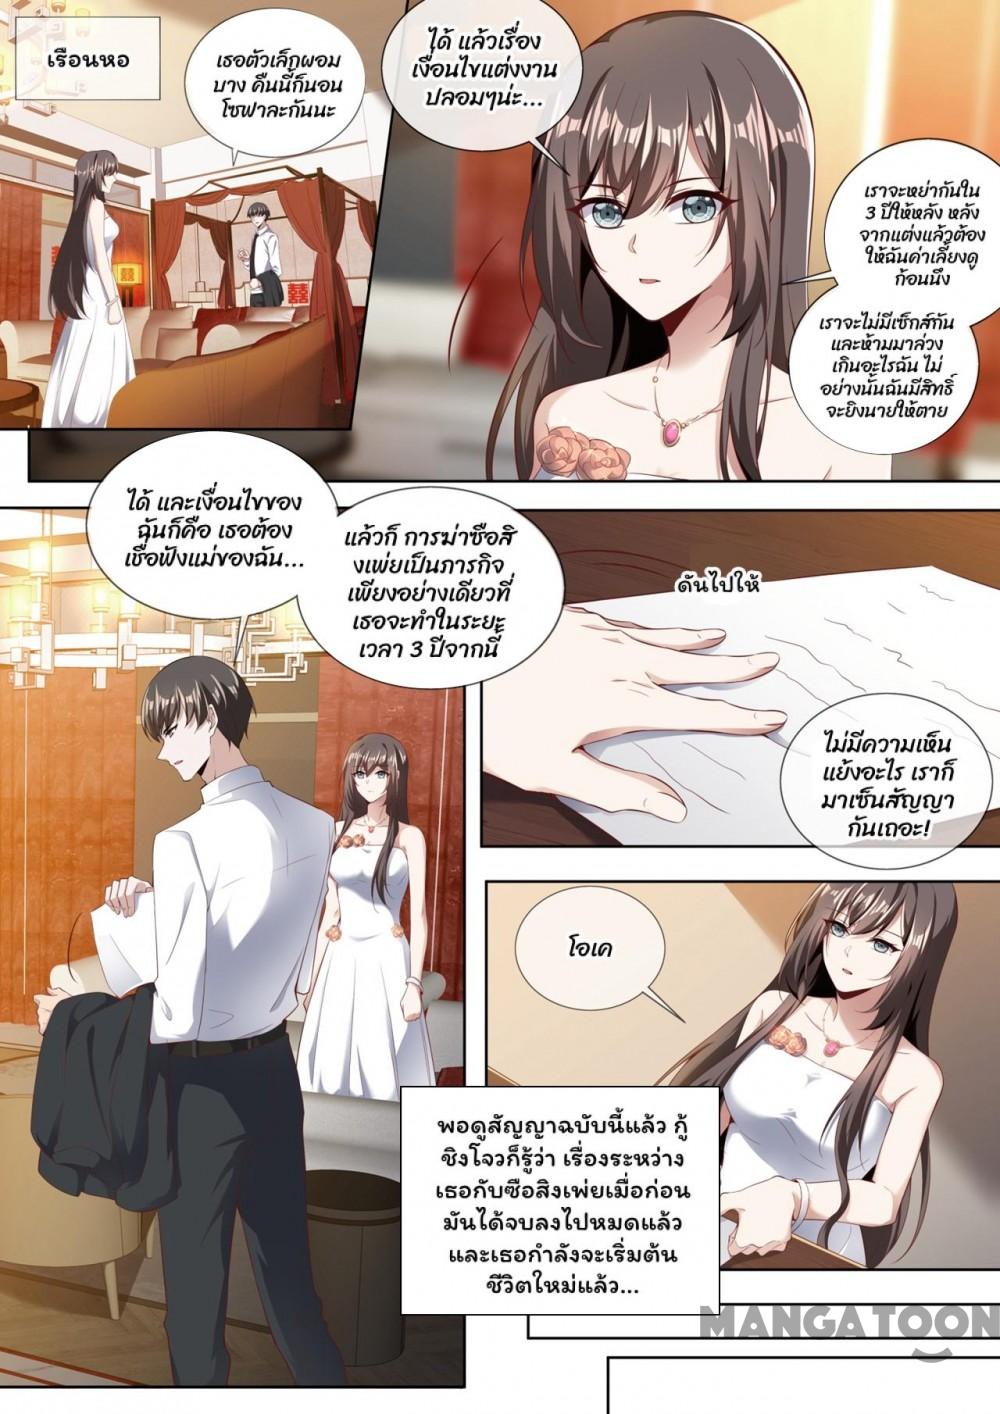 เรือนหอ
เธอตัวเล็กผอม
บาง คืนนี้ก็นอน
โซฟาละกันนะ
ได้ แล้วเรื่อง
เงื่อนไขแต่งงาน
ปลอมๆน่ะ...
เราจะหย่ากันใน
3 ปีให้หลัง หลัง
จากแต่งแล้วต้อง
ให้ฉันค่าเลี้ยงดู
ก้อนนึง
เราจะไม่มีเซ็กส์กัน
และห้ามมาล่วง
เกินอะไรฉัน ไม่
อย่างนั้นฉันมีสิทธิ์
จะยิงนายให้ตาย
ได้ และเงื่อนไขของ
ฉันก็คือ เธอต้อง
เชื่อฟังแม่ของฉัน...
แล้วก็ การฆ่าซือสิ
งเพ่ยเป็นภารกิจ
เพียงอย่างเดียวที่
เธอจะทำในระยะ
เวลา 3 ปีจากนี้
ดันไปให้
ไม่มีความเห็น
แย้งอะไร เราก็
มาเซ็นสัญญา
กันเถอะ!
โอเค
พอดูสัญญาฉบับนี้แล้ว กู้
ชิงโจวก็รู้ว่า เรื่องระหว่าง
เธอกับซือสิงเพ่ยเมื่อก่อน
มันได้จบลงไปหมดแล้ว
และเธอกำลังจะเริ่มต้น
ชีวิตใหม่แล้ว...
MANGATOON